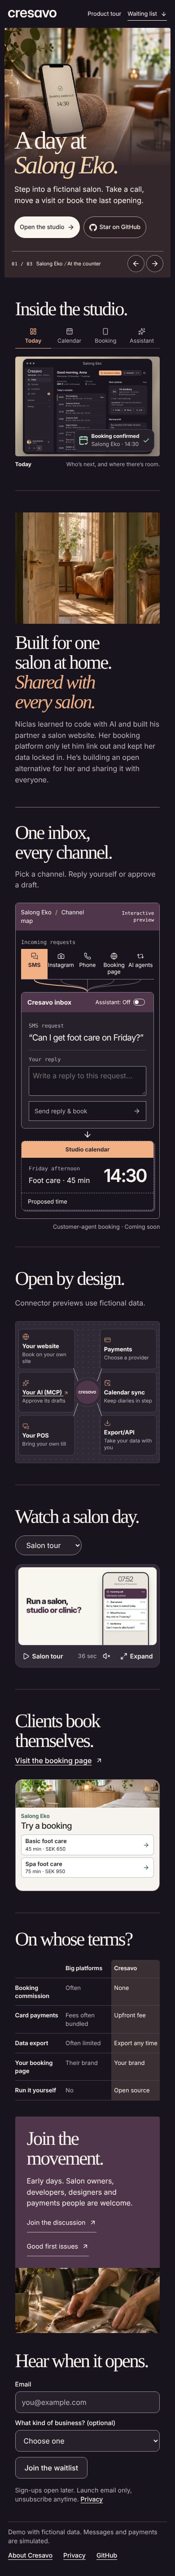 cresavo
Product tour
Waiting list ↓
A day at
Salong Eko.
Step into a fictional salon. Take a call,
move a visit or book the last opening.
Open the studio →
Star on GitHub
01 / 03 Salong Eko / At the counter
← →
Inside the studio.
Today
Calendar
Booking
Assistant
Booking confirmed
Salong Eko · 14:30
Today
Who's next, and where there's room.
Built for one
salon at home.
Shared with
every salon.
Niclas learned to code with AI and built his
mom a salon website. Her booking
platform only let him link out and kept her
data locked in. He's building an open
alternative for her and sharing it with
everyone.
One inbox,
every channel.
Pick a channel. Reply yourself or approve
a draft.
Salong Eko / Channel
map
Interactive
preview
Incoming requests
SMS
Instagram
Phone
Booking
page
AI agents
Cresavo inbox
Assistant: Off
SMS request
“Can I get foot care on Friday?”
Your reply
Write a reply to this request...
Send reply & book →
↓
Studio calendar
Friday afternoon
Foot care · 45 min
14:30
Proposed time
Customer-agent booking · Coming soon
Open by design.
Connector previews use fictional data.
Your website
Book on your own
site
Payments
Choose a provider
Your AI (MCP)
Approve its drafts
cresavo
Calendar sync
Keep diaries in step
Your POS
Bring your own till
Export/API
Take your data with
you
Watch a salon day.
Salon tour
Run a salon,
studio or clinic?
07:52
Salon tour
36 sec
Expand
Clients book
themselves.
Visit the booking page ↗
Salong Eko
Try a booking
Basic foot care
45 min · SEK 650
→
Spa foot care
75 min · SEK 950
→
On whose terms?
Big platforms
Cresavo
Booking
commission
Often
None
Card payments
Fees often
bundled
Upfront fee
Data export
Often limited
Export any time
Your booking
page
Their brand
Your brand
Run it yourself
No
Open source
Join the
movement.
Early days. Salon owners,
developers, designers and
payments people are welcome.
Join the discussion ↗
Good first issues ↗
Hear when it opens.
Email
you@example.com
What kind of business? (optional)
Choose one
Join the waitlist
Sign-ups open later. Launch email only,
unsubscribe anytime. Privacy
Demo with fictional data. Messages and payments
are simulated.
About Cresavo
Privacy
GitHub